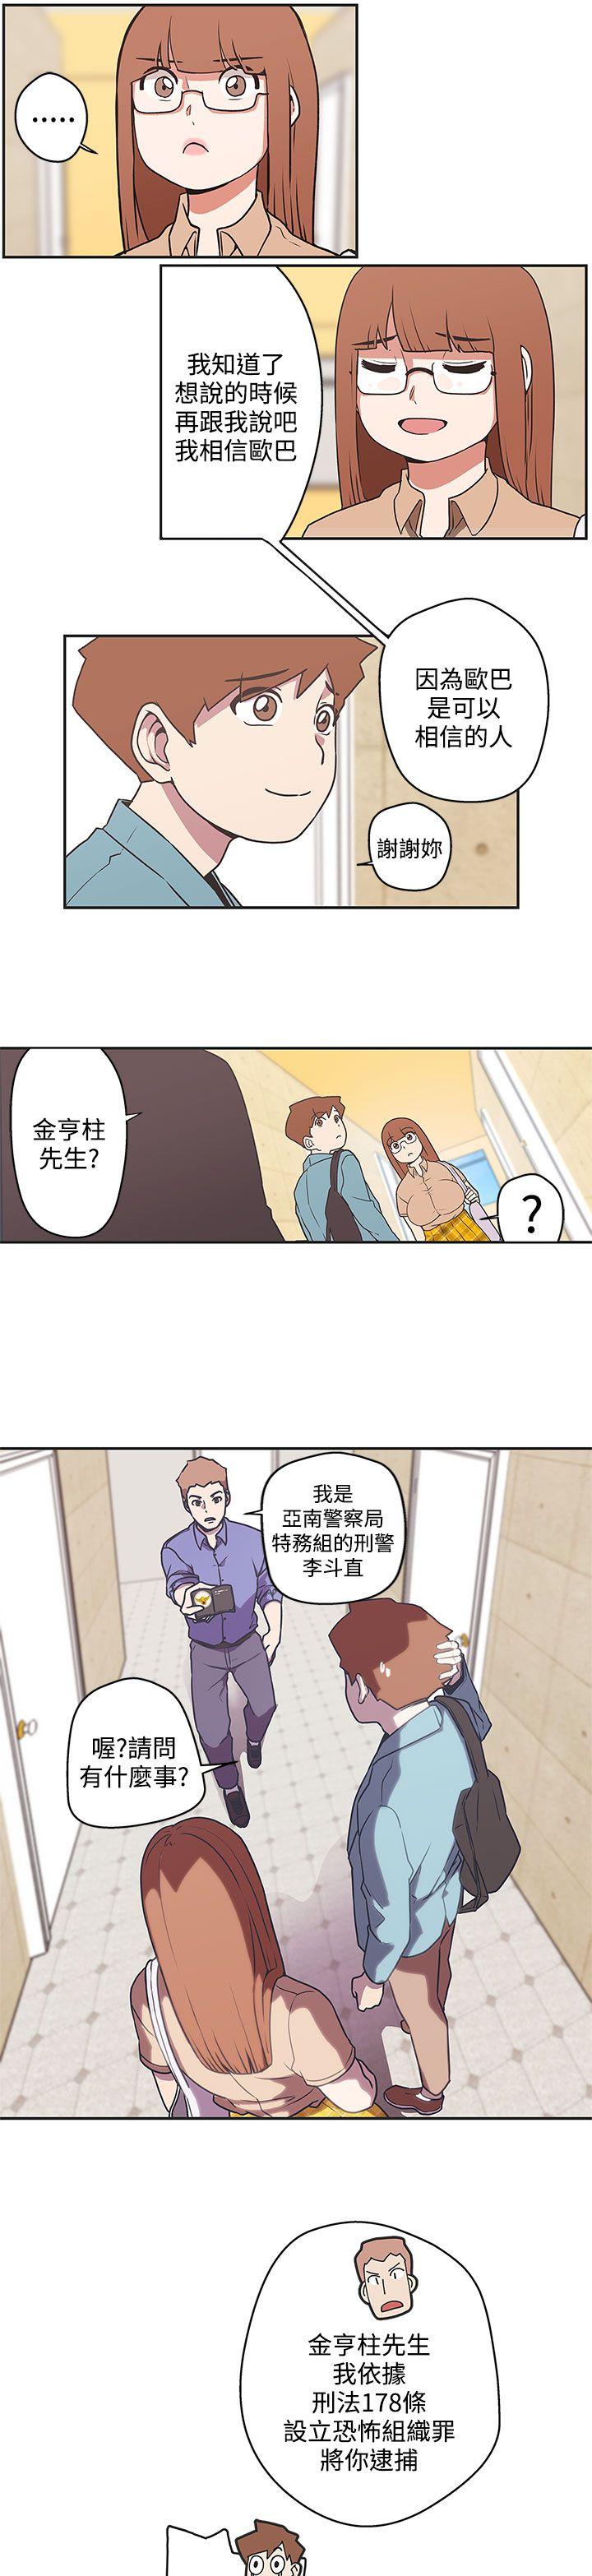 .....
我知道了
想說的時候
再跟我說吧
我相信歐巴
因為歐巴
是可以
相信的人
謝謝妳
金亨柱
先生?
?
我是
亞南警察局
特務組的刑警
李斗直
喔?請問
有什麼事?
金亨柱先生
我依據
刑法178條
設立恐怖組織罪
將你逮捕